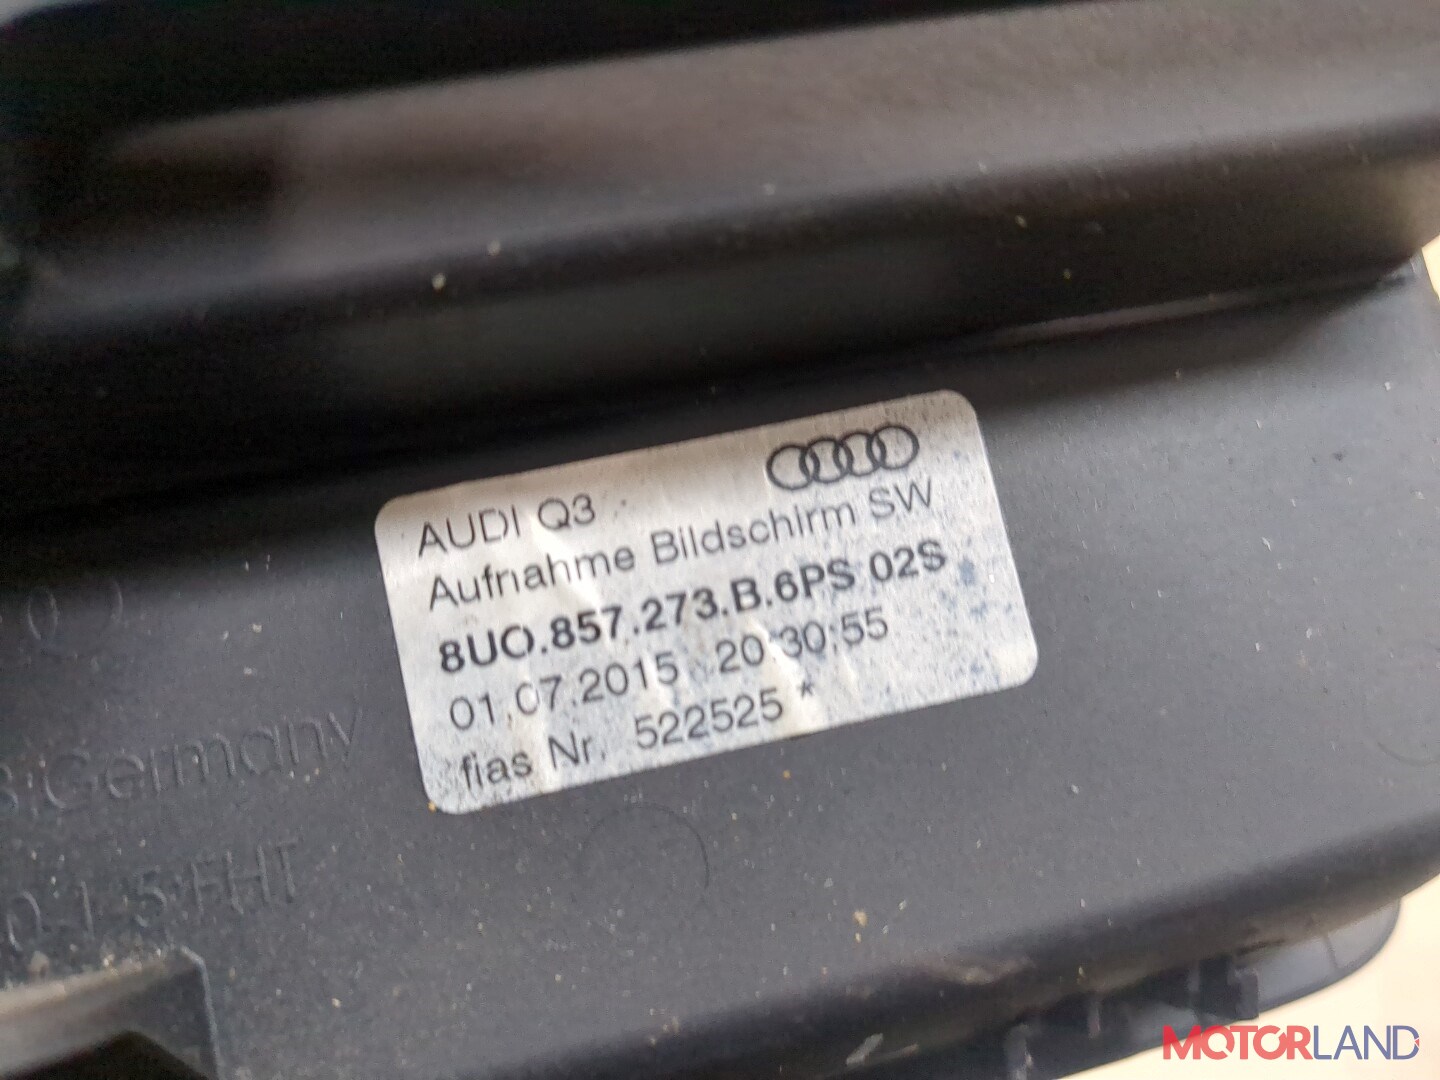 AUDI Q3
Aufnahme Bildschirm SW
8U0.857.273.B.6PS 02S
01.07.2015 20:30:55
fias Nr. 522525 *
Germany
FHT
MOTORLAND